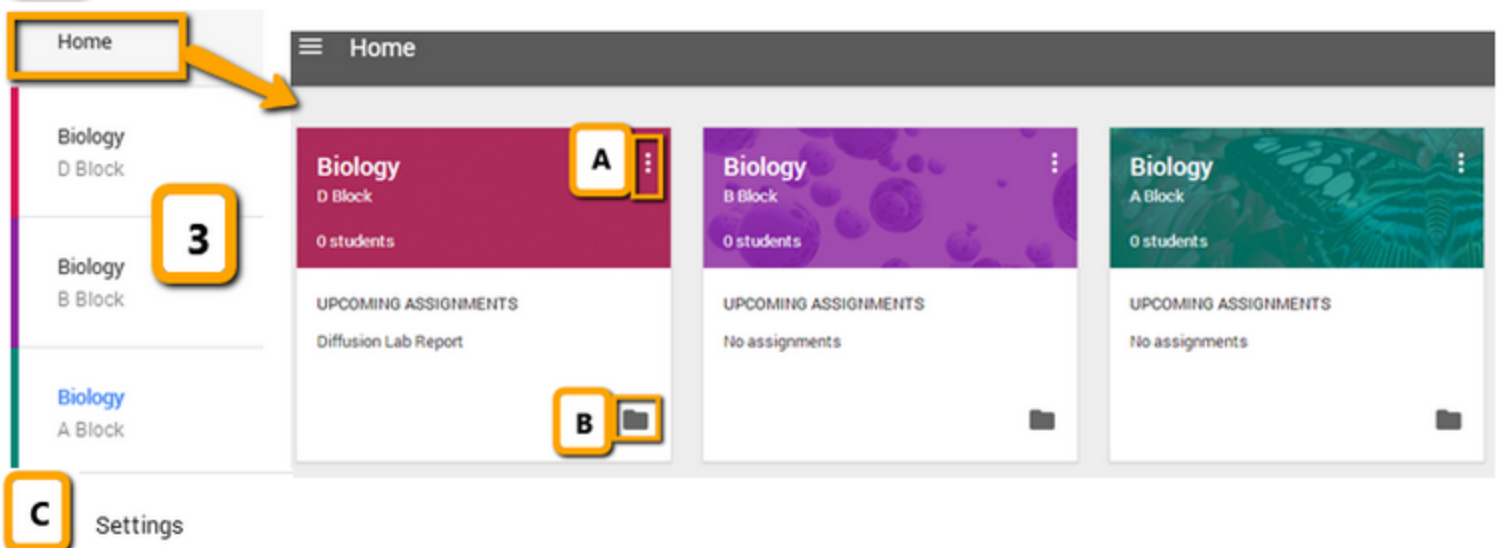 Home
Biology
D Block
3
Biology
B Block
Biology
A Block
C
Settings
Home
Biology
D Block
0 students
A
UPCOMING ASSIGNMENTS
Diffusion Lab Report
B
Biology
B Block
0 students
UPCOMING ASSIGNMENTS
No assignments
Biology
A Block
0 students
UPCOMING ASSIGNMENTS
No assignments